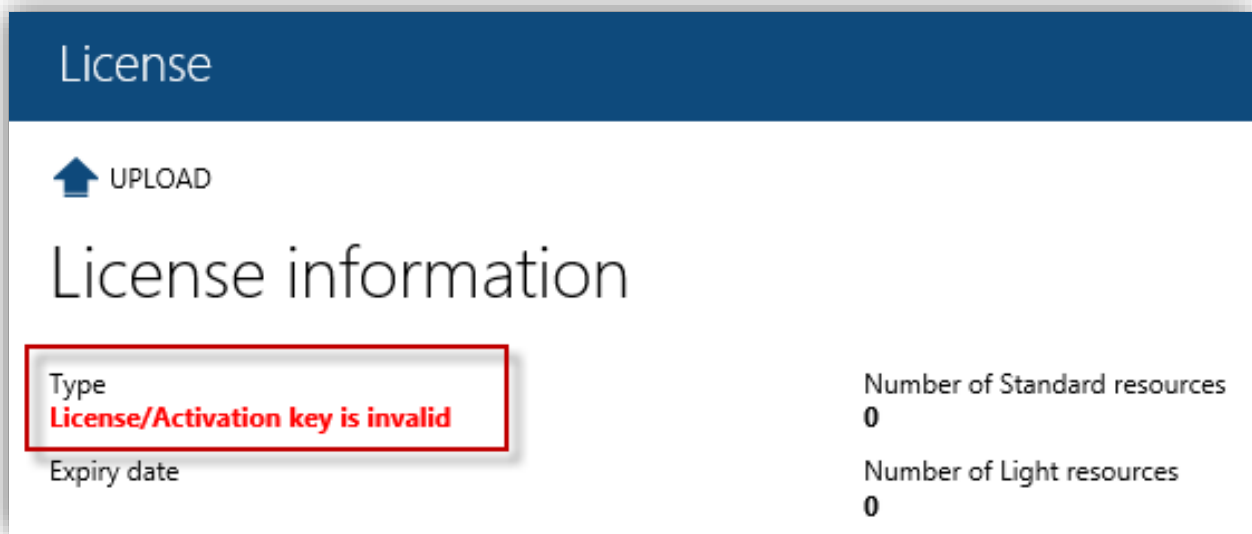 License
UPLOAD
License information
Type
License/Activation key is invalid
Number of Standard resources
0
Expiry date
Number of Light resources
0